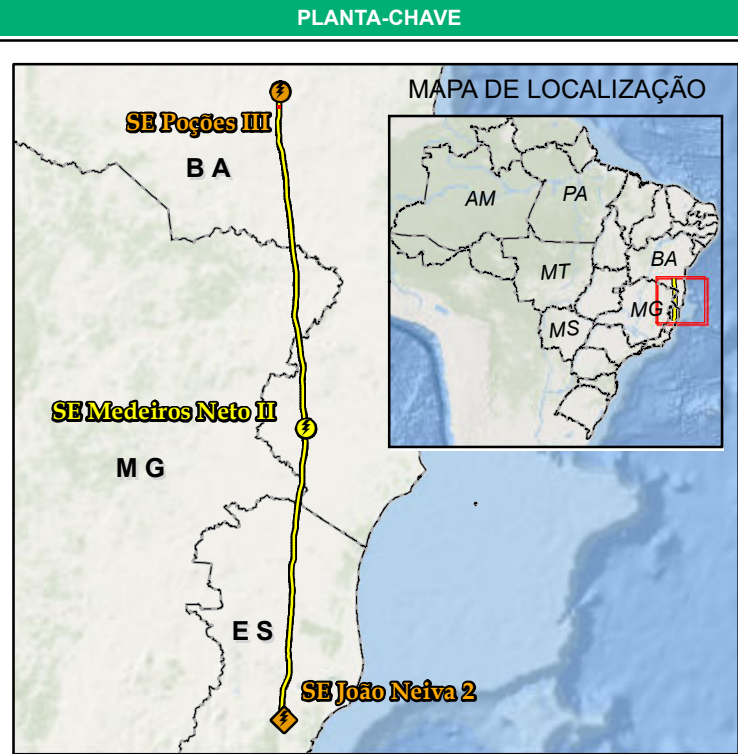 PLANTA-CHAVE
MAPA DE LOCALIZAÇÃO
SE Poções III
B A
AM
PA
BA
MT
MG
MS
SE Medeiros Neto II
M G
E S
SE João Neiva 2